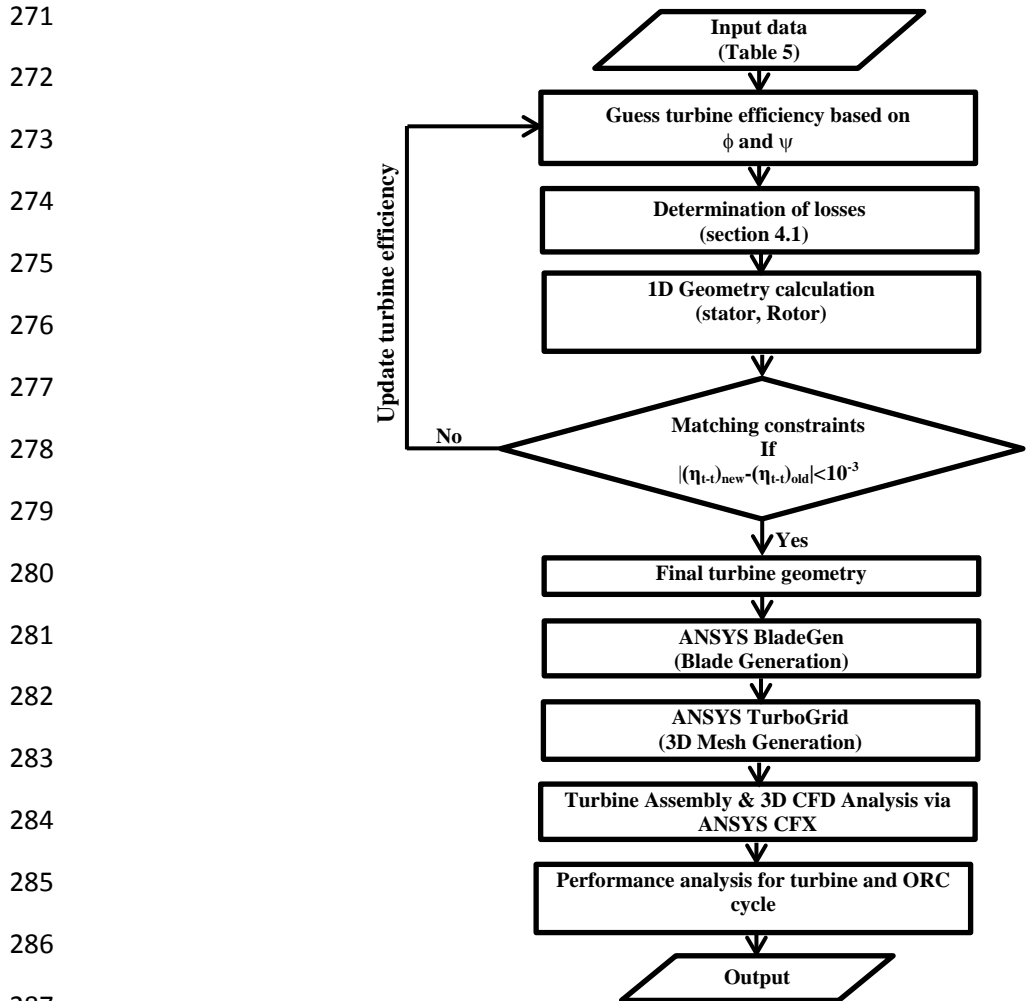 271
Input data
(Table 5)
272
Guess turbine efficiency based on
273
ϕ and ψ
274
Determination of losses
(section 4.1)
275
1D Geometry calculation
276
(stator, Rotor)
Update turbine efficiency
277
Matching constraints
No
278
If
|(η_{t-t})_{new}-(η_{t-t})_{old}|<10^{-3}
279
Yes
280
Final turbine geometry
281
ANSYS BladeGen
(Blade Generation)
282
ANSYS TurboGrid
283
(3D Mesh Generation)
284
Turbine Assembly & 3D CFD Analysis via
ANSYS CFX
285
Performance analysis for turbine and ORC
cycle
286
Output
287